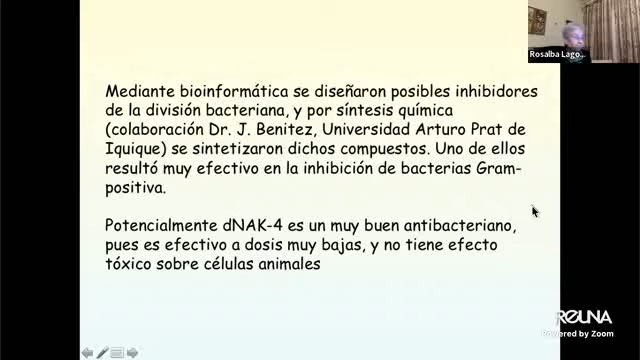 Rosalba Lago...
Mediante bioinformática se diseñaron posibles inhibidores
de la división bacteriana, y por síntesis química
(colaboración Dr. J. Benitez, Universidad Arturo Prat de
Iquique) se sintetizaron dichos compuestos. Uno de ellos
resultó muy efectivo en la inhibición de bacterias Gram-
positiva.
Potencialmente dNAK-4 es un muy buen antibacteriano,
pues es efectivo a dosis muy bajas, y no tiene efecto
tóxico sobre células animales
REUNA
Powered by Zoom